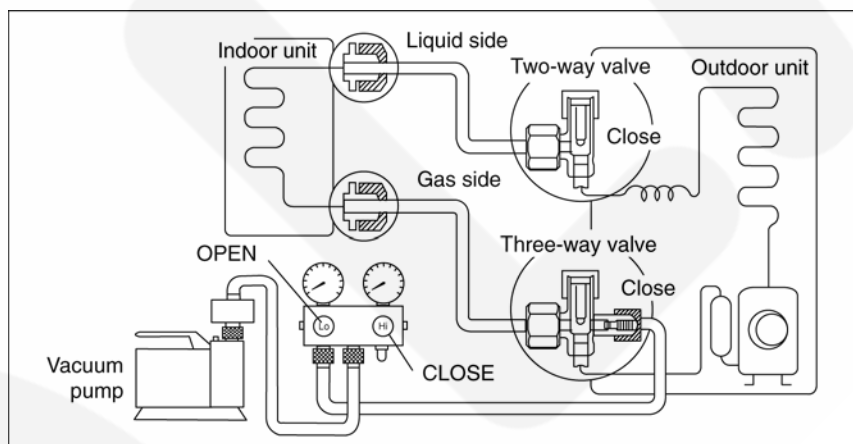 Indoor unit
Liquid side
Two-way valve
Outdoor unit
Close
Gas side
Three-way valve
OPEN
Close
Lo
Hi
Vacuum
pump
CLOSE